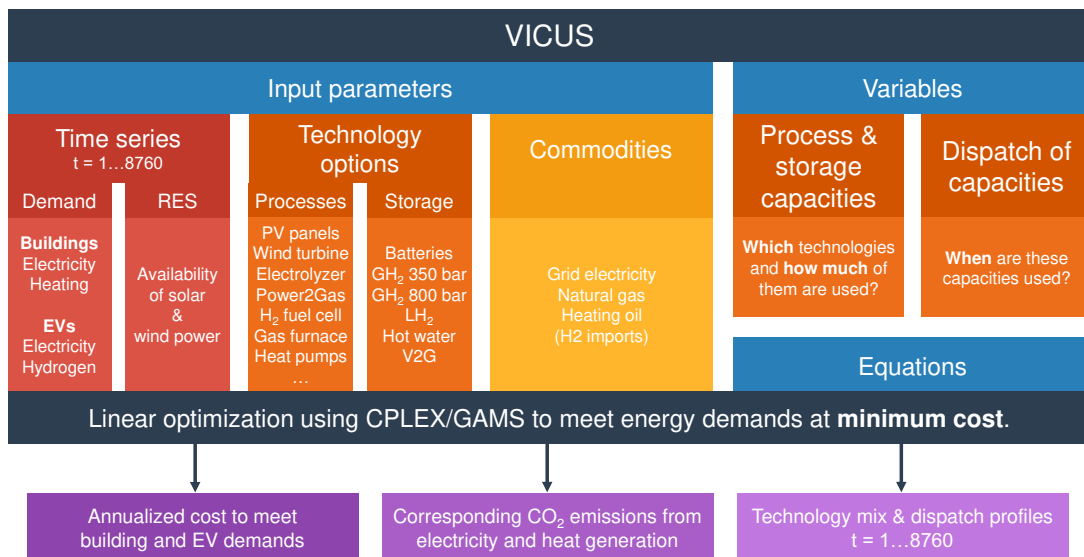 VICUS
Input parameters
Variables
Time series
t = 1…8760
Technology
options
Commodities
Process &
storage
capacities
Dispatch of
capacities
Demand
RES
Processes
Storage
Buildings
Electricity
Heating
EVs
Electricity
Hydrogen
Availability
of solar
&
wind power
PV panels
Wind turbine
Electrolyzer
Power2Gas
H₂ fuel cell
Gas furnace
Heat pumps
…
Batteries
GH₂ 350 bar
GH₂ 800 bar
LH₂
Hot water
V2G
Grid electricity
Natural gas
Heating oil
(H2 imports)
Which technologies
and how much of
them are used?
When are these
capacities used?
Equations
Linear optimization using CPLEX/GAMS to meet energy demands at minimum cost.
Annualized cost to meet
building and EV demands
Corresponding CO₂ emissions from
electricity and heat generation
Technology mix & dispatch profiles
t = 1…8760